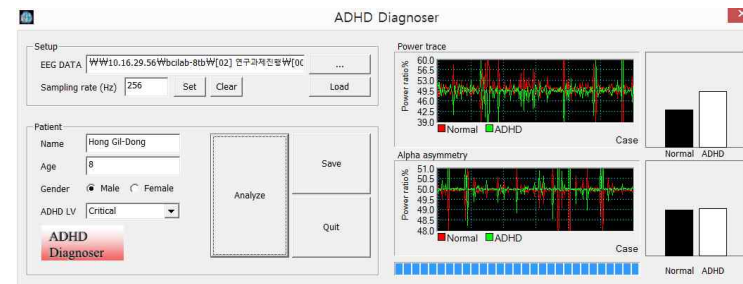 ADHD Diagnoser
Setup
EEG DATA ₩₩10.16.29.56₩bcilab-8tb₩[02] 연구과제진행₩[00 ...
Sampling rate (Hz) 256 Set Clear Load
Patient
Name Hong Gil-Dong
Age 8
Gender Male Female
ADHD LV Critical
ADHD
Diagnoser
Analyze
Save
Quit
Power trace
Power ratio%
60.0
56.5
53.0
49.5
46.0
42.5
39.0
Normal ADHD
Case
Normal ADHD
Alpha asymmetry
Power ratio%
51.0
50.5
50.0
49.5
49.0
48.5
48.0
Normal ADHD
Case
Normal ADHD